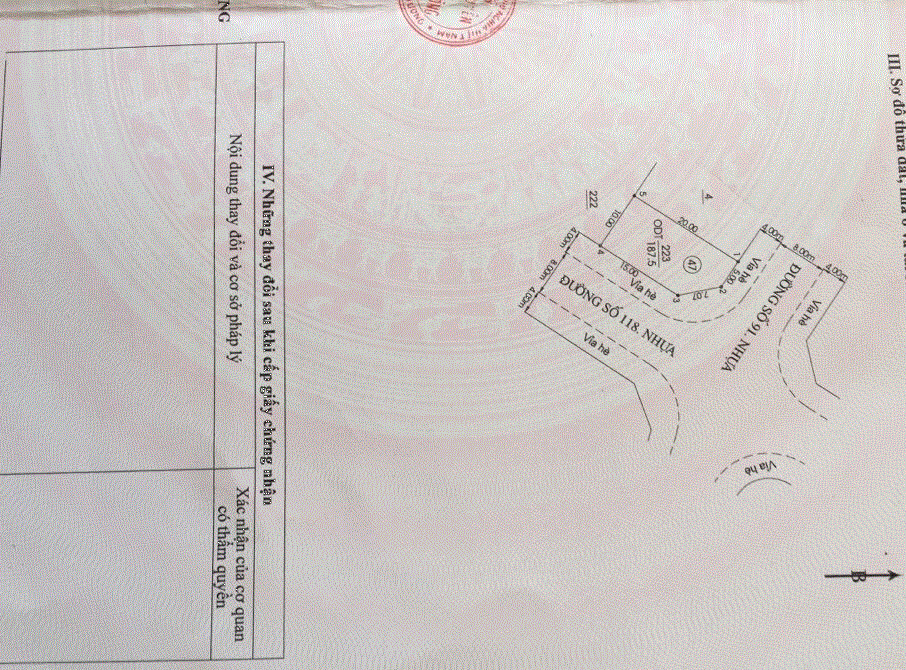 III. Sơ đồ thửa đất, nhà ở và tài
B
4
1
2
3
4
5
20.00
5.00
7.07
15.00
10.00
47
ODT 223
187.5
222
4.00m
8.00m
4.00m
Vỉa hè
ĐƯỜNG SỐ 91. NHỰA
Vỉa hè
Vỉa hè
ĐƯỜNG SỐ 118. NHỰA
Vỉa hè
4.00m
8.00m
4.00m
Vỉa hè
NGHĨA VIỆT NAM
IV. Những thay đổi sau khi cấp giấy chứng nhận
Nội dung thay đổi và cơ sở pháp lý
Xác nhận của cơ quan
có thẩm quyền